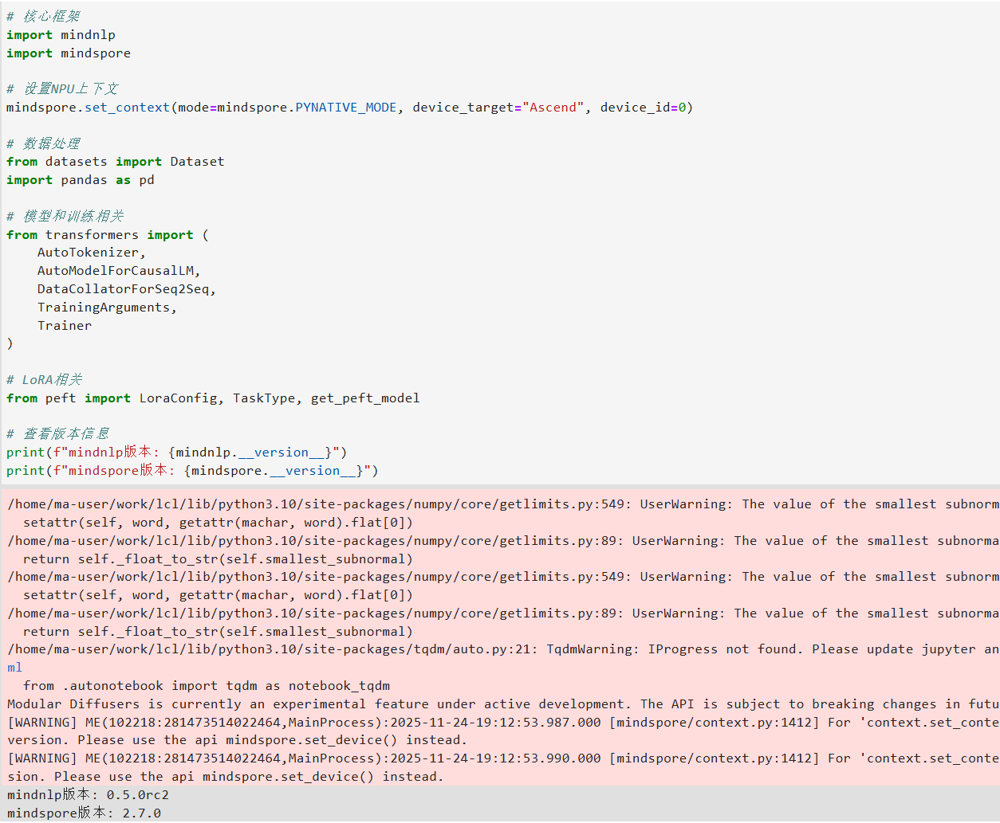 # 核心框架
import mindnlp
import mindspore
# 设置NPU上下文
mindspore.set_context(mode=mindspore.PYNATIVE_MODE, device_target="Ascend", device_id=0)
# 数据处理
from datasets import Dataset
import pandas as pd
# 模型和训练相关
from transformers import (
    AutoTokenizer,
    AutoModelForCausalLM,
    DataCollatorForSeq2Seq,
    TrainingArguments,
    Trainer
)
# LoRA相关
from peft import LoraConfig, TaskType, get_peft_model
# 查看版本信息
print(f"mindnlp版本: {mindnlp.__version__}")
print(f"mindspore版本: {mindspore.__version__}")
/home/ma-user/work/lcl/lib/python3.10/site-packages/numpy/core/getlimits.py:549: UserWarning: The value of the smallest subnorm
  setattr(self, word, getattr(machar, word).flat[0])
/home/ma-user/work/lcl/lib/python3.10/site-packages/numpy/core/getlimits.py:89: UserWarning: The value of the smallest subnorma
  return self._float_to_str(self.smallest_subnormal)
/home/ma-user/work/lcl/lib/python3.10/site-packages/numpy/core/getlimits.py:549: UserWarning: The value of the smallest subnorm
  setattr(self, word, getattr(machar, word).flat[0])
/home/ma-user/work/lcl/lib/python3.10/site-packages/numpy/core/getlimits.py:89: UserWarning: The value of the smallest subnorma
  return self._float_to_str(self.smallest_subnormal)
/home/ma-user/work/lcl/lib/python3.10/site-packages/tqdm/auto.py:21: TqdmWarning: IProgress not found. Please update jupyter an
ml
  from .autonotebook import tqdm as notebook_tqdm
Modular Diffusers is currently an experimental feature under active development. The API is subject to breaking changes in futu
[WARNING] ME(102218:281473514022464,MainProcess):2025-11-24-19:12:53.987.000 [mindspore/context.py:1412] For 'context.set_conte
version. Please use the api mindspore.set_device() instead.
[WARNING] ME(102218:281473514022464,MainProcess):2025-11-24-19:12:53.990.000 [mindspore/context.py:1412] For 'context.set_conte
sion. Please use the api mindspore.set_device() instead.
mindnlp版本: 0.5.0rc2
mindspore版本: 2.7.0